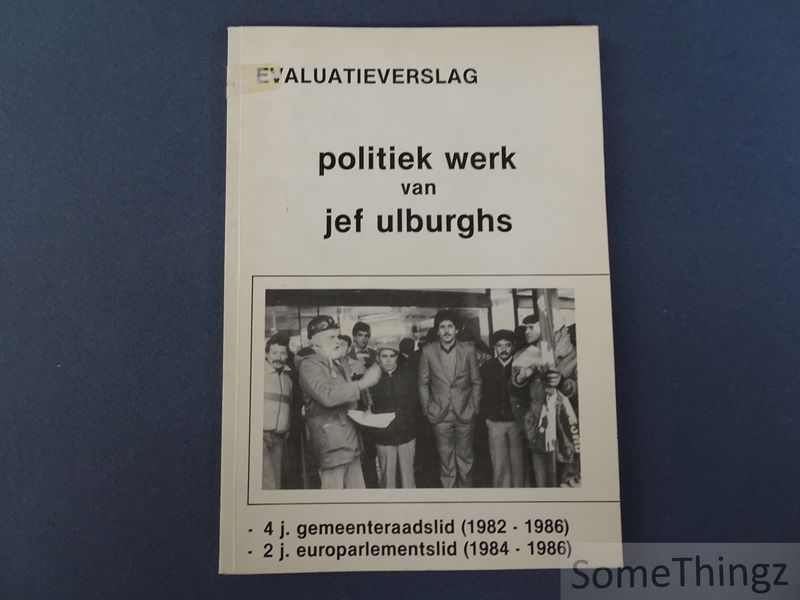 EVALUATIEVERSLAG
politiek werk
van
jef ulburghs
- 4 j. gemeenteraadslid (1982 - 1986)
- 2 j. europarlementslid (1984 - 1986)
SomeThingz